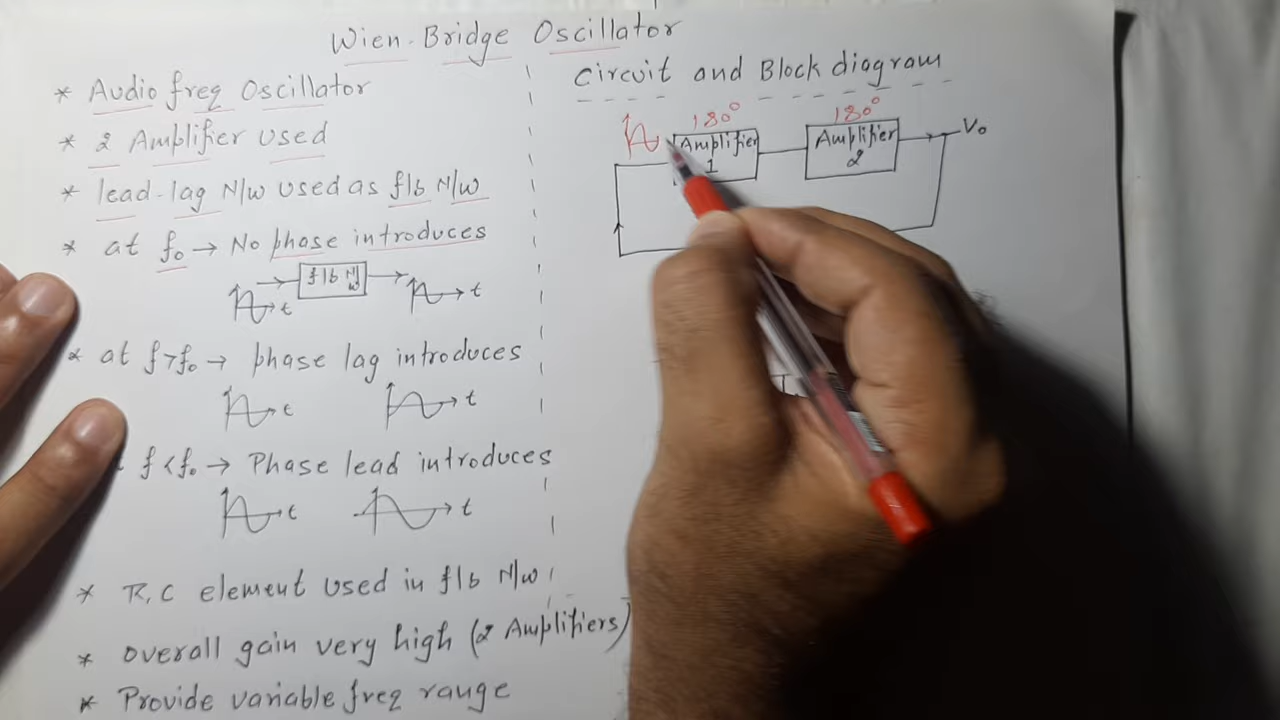 Wien-Bridge Oscillator
* Audio freq Oscillator
* 2 Amplifier used
* lead-lag N/w used as f/b N/w
* at f₀ → No phase introduces
f/b N/w
t
t
* at f>f₀ → phase lag introduces
t
t
f<f₀ → Phase lead introduces
t
t
* R,C element used in f/b N/w
* overall gain very high (2 Amplifiers)
* Provide variable freq range
Circuit and Block diagram
180°
180°
Amplifier 1
Amplifier 2
V₀